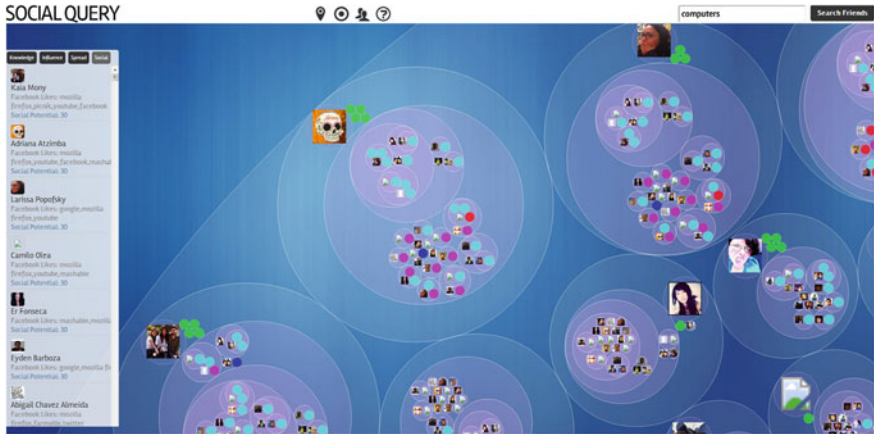 SOCIAL QUERY
computers
Search Friends
Knowledge Influence Spread Social
Kaia Mony
Facebook Likes: mozilla
firefox,picnik,youtube,facebook
Social Potential: 30
Adriana Atzimba
Facebook Likes: mozilla
firefox,youtube,facebook,mashal
Social Potential: 30
Larissa Popofsky
Facebook Likes: google,mozilla
firefox,youtube
Social Potential: 30
Camilo Olea
Facebook Likes: mozilla
firefox,youtube,mashable
Social Potential: 30
Er Fonseca
Facebook Likes: mashable,mozilla
Social Potential: 30
Eyden Barboza
Facebook Likes: google,mozilla fi
Social Potential: 30
Abigail Chavez Almeida
Facebook Likes: mozilla
firefox,farmville,twitter